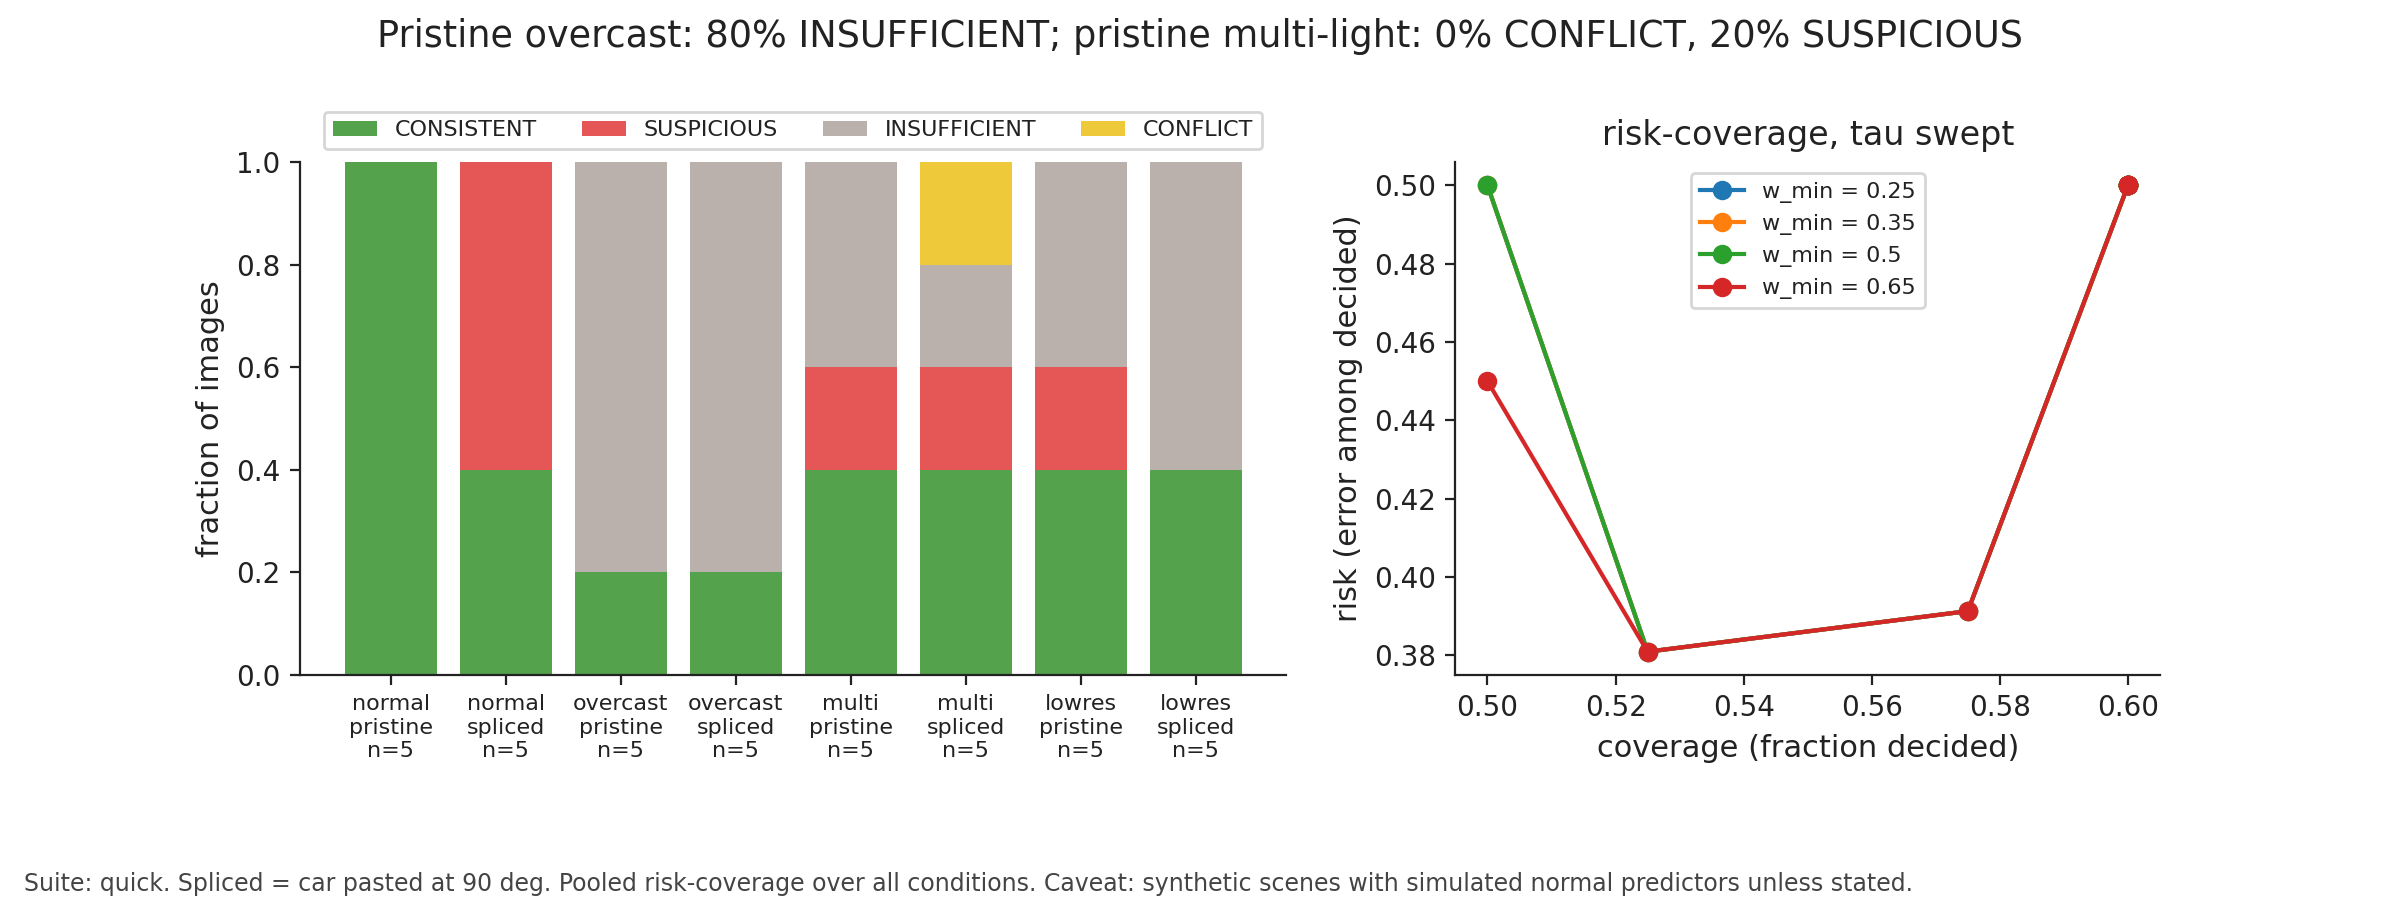 Pristine overcast: 80% INSUFFICIENT; pristine multi-light: 0% CONFLICT, 20% SUSPICIOUS
CONSISTENT SUSPICIOUS INSUFFICIENT CONFLICT
fraction of images
1.0
0.8
0.6
0.4
0.2
0.0
normal pristine n=5
normal spliced n=5
overcast pristine n=5
overcast spliced n=5
multi pristine n=5
multi spliced n=5
lowres pristine n=5
lowres spliced n=5
risk-coverage, tau swept
w_min = 0.25
w_min = 0.35
w_min = 0.5
w_min = 0.65
risk (error among decided)
0.50
0.48
0.46
0.44
0.42
0.40
0.38
0.50 0.52 0.54 0.56 0.58 0.60
coverage (fraction decided)
Suite: quick. Spliced = car pasted at 90 deg. Pooled risk-coverage over all conditions. Caveat: synthetic scenes with simulated normal predictors unless stated.